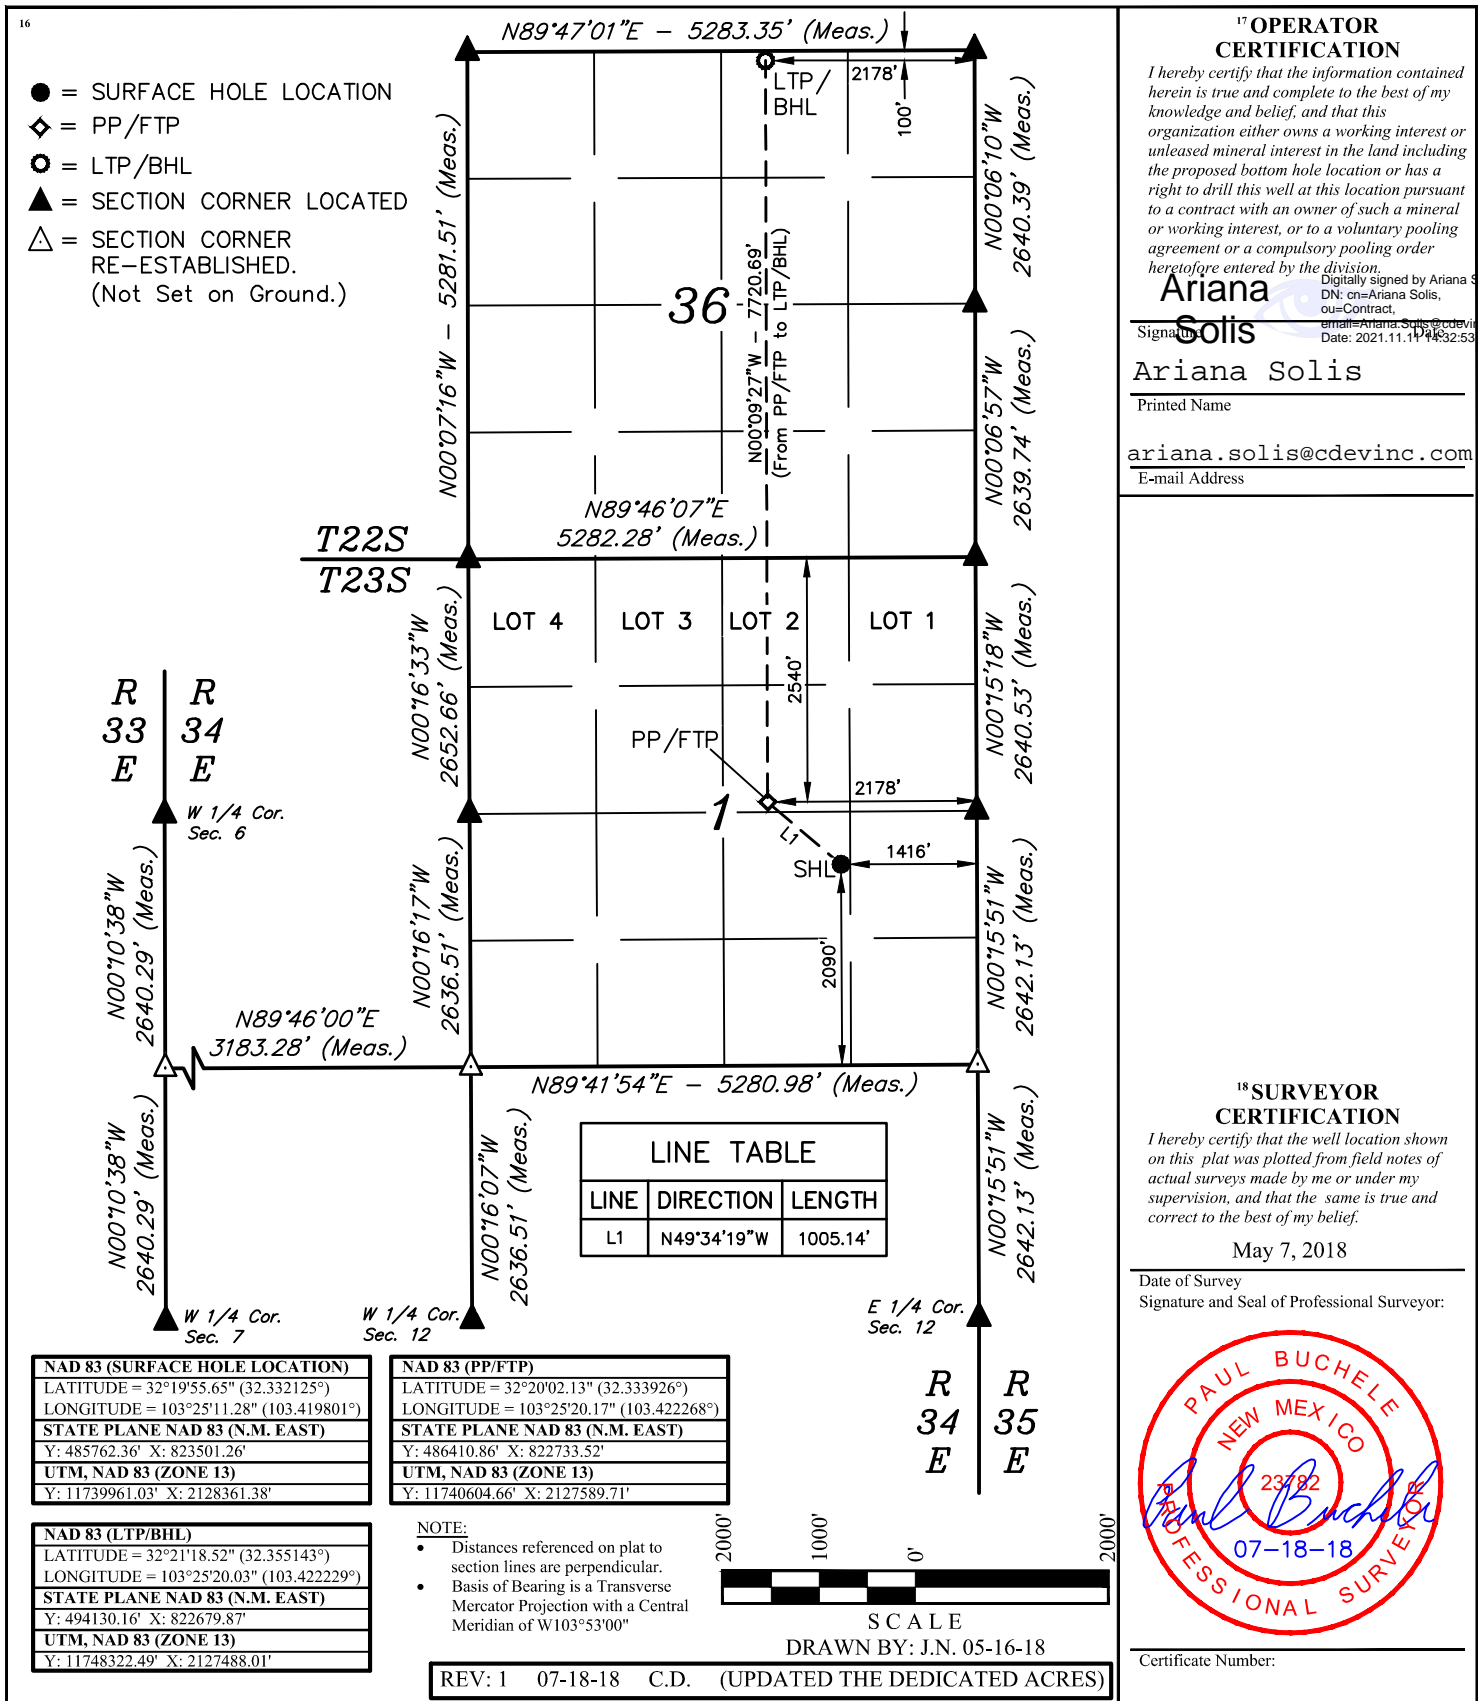 16
● = SURFACE HOLE LOCATION
◇ = PP/FTP
O = LTP/BHL
▲ = SECTION CORNER LOCATED
△ = SECTION CORNER
RE-ESTABLISHED.
(Not Set on Ground.)
N89°47'01"E - 5283.35' (Meas.)
LTP/
BHL
2178'
100'
N00°07'16"W - 5281.51' (Meas.)
36
N00°09'27"W - 7720.69'
(From PP/FTP to LTP/BHL)
N00°06'10"W
2640.39' (Meas.)
N00°06'57"W
2639.74' (Meas.)
N89°46'07"E
5282.28' (Meas.)
T22S
T23S
LOT 4
LOT 3
LOT 2
LOT 1
N00°16'33"W
2652.66' (Meas.)
2540'
N00°15'18"W
2640.53' (Meas.)
R
33
E
R
34
E
PP/FTP
2178'
W 1/4 Cor.
Sec. 6
1
L1
SHL
1416'
N00°10'38"W
2640.29' (Meas.)
N00°16'17"W
2636.51' (Meas.)
2090'
N00°15'51"W
2642.13' (Meas.)
N89°46'00"E
3183.28' (Meas.)
N89°41'54"E - 5280.98' (Meas.)
N00°10'38"W
2640.29' (Meas.)
N00°16'07"W
2636.51' (Meas.)
LINE TABLE
LINE DIRECTION LENGTH
L1 N49°34'19"W 1005.14'
N00°15'51"W
2642.13' (Meas.)
W 1/4 Cor.
Sec. 7
W 1/4 Cor.
Sec. 12
E 1/4 Cor.
Sec. 12
R
34
E
R
35
E
NAD 83 (SURFACE HOLE LOCATION)
LATITUDE = 32°19'55.65" (32.332125°)
LONGITUDE = 103°25'11.28" (103.419801°)
STATE PLANE NAD 83 (N.M. EAST)
Y: 485762.36' X: 823501.26'
UTM, NAD 83 (ZONE 13)
Y: 11739961.03' X: 2128361.38'
NAD 83 (PP/FTP)
LATITUDE = 32°20'02.13" (32.333926°)
LONGITUDE = 103°25'20.17" (103.422268°)
STATE PLANE NAD 83 (N.M. EAST)
Y: 486410.86' X: 822733.52'
UTM, NAD 83 (ZONE 13)
Y: 11740604.66' X: 2127589.71'
NAD 83 (LTP/BHL)
LATITUDE = 32°21'18.52" (32.355143°)
LONGITUDE = 103°25'20.03" (103.422229°)
STATE PLANE NAD 83 (N.M. EAST)
Y: 494130.16' X: 822679.87'
UTM, NAD 83 (ZONE 13)
Y: 11748322.49' X: 2127488.01'
NOTE:
• Distances referenced on plat to
section lines are perpendicular.
• Basis of Bearing is a Transverse
Mercator Projection with a Central
Meridian of W103°53'00"
2000'
1000'
0'
2000'
SCALE
DRAWN BY: J.N. 05-16-18
REV: 1 07-18-18 C.D. (UPDATED THE DEDICATED ACRES)
17 OPERATOR
CERTIFICATION
I hereby certify that the information contained
herein is true and complete to the best of my
knowledge and belief, and that this
organization either owns a working interest or
unleased mineral interest in the land including
the proposed bottom hole location or has a
right to drill this well at this location pursuant
to a contract with an owner of such a mineral
or working interest, or to a voluntary pooling
agreement or a compulsory pooling order
heretofore entered by the division.
Ariana
Solis
Digitally signed by Ariana S
DN: cn=Ariana Solis,
ou=Contract,
email=Ariana.Solis@cdevin
Date: 2021.11.11 14:32:53
Signature Date
Ariana Solis
Printed Name
ariana.solis@cdevinc.com
E-mail Address
18 SURVEYOR
CERTIFICATION
I hereby certify that the well location shown
on this plat was plotted from field notes of
actual surveys made by me or under my
supervision, and that the same is true and
correct to the best of my belief.
May 7, 2018
Date of Survey
Signature and Seal of Professional Surveyor:
PAUL BUCHELE
NEW MEXICO
23782
Paul Buchele
07-18-18
PROFESSIONAL SURVEYOR
Certificate Number: